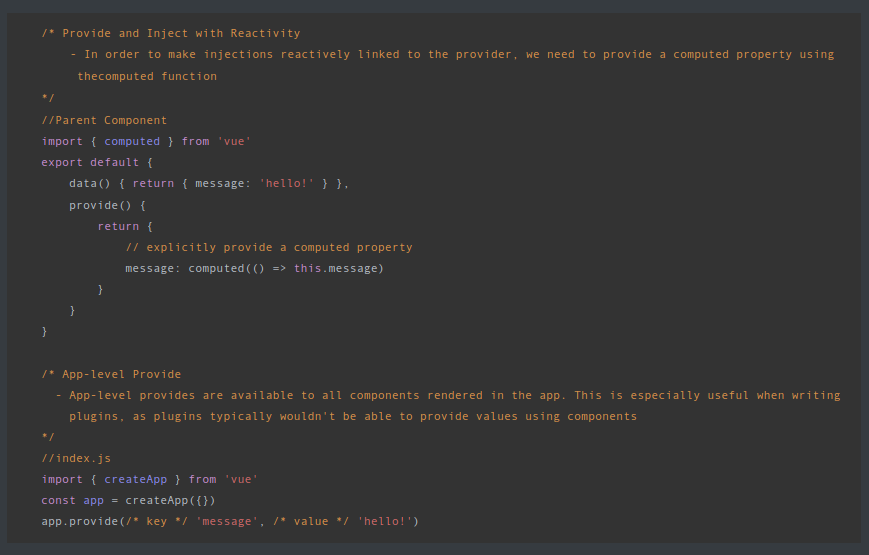 /* Provide and Inject with Reactivity
- In order to make injections reactively linked to the provider, we need to provide a computed property using
thecomputed function
*/
//Parent Component
import { computed } from 'vue'
export default {
data() { return { message: 'hello!' } },
provide() {
return {
// explicitly provide a computed property
message: computed(() => this.message)
}
}
}
/* App-level Provide
- App-level provides are available to all components rendered in the app. This is especially useful when writing
plugins, as plugins typically wouldn't be able to provide values using components
*/
//index.js
import { createApp } from 'vue'
const app = createApp({})
app.provide(/* key */ 'message', /* value */ 'hello!')